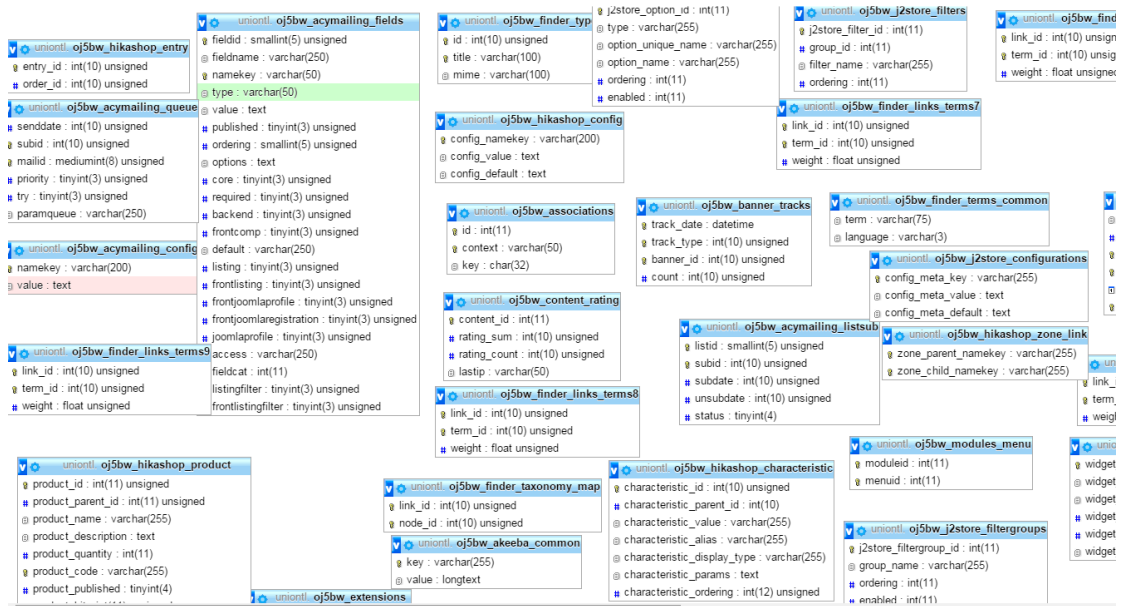 uniontl. oj5bw_hikashop_entry
entry_id : int(10) unsigned
order_id : int(10) unsigned
uniontl. oj5bw_acymailing_queue
senddate : int(10) unsigned
subid : int(10) unsigned
mailid : mediumint(8) unsigned
priority : tinyint(3) unsigned
try : tinyint(3) unsigned
paramqueue : varchar(250)
uniontl. oj5bw_acymailing_config
namekey : varchar(200)
value : text
uniontl. oj5bw_finder_links_terms9
link_id : int(10) unsigned
term_id : int(10) unsigned
weight : float unsigned
uniontl. oj5bw_acymailing_fields
fieldid : smallint(5) unsigned
fieldname : varchar(250)
namekey : varchar(50)
type : varchar(50)
value : text
published : tinyint(3) unsigned
ordering : smallint(5) unsigned
options : text
core : tinyint(3) unsigned
required : tinyint(3) unsigned
backend : tinyint(3) unsigned
frontcomp : tinyint(3) unsigned
default : varchar(250)
listing : tinyint(3) unsigned
frontlisting : tinyint(3) unsigned
frontjoomlaprofile : tinyint(3) unsigned
frontjoomlaregistration : tinyint(3) unsigned
joomlaprofile : tinyint(3) unsigned
access : varchar(250)
fieldcat : int(11)
listingfilter : tinyint(3) unsigned
frontlistingfilter : tinyint(3) unsigned
uniontl. oj5bw_finder_typ
id : int(10) unsigned
title : varchar(100)
mime : varchar(100)
j2store_option_id : int(11)
type : varchar(255)
option_unique_name : varchar(255)
option_name : varchar(255)
ordering : int(11)
enabled : int(11)
uniontl. oj5bw_j2store_filters
j2store_filter_id : int(11)
group_id : int(11)
filter_name : varchar(255)
ordering : int(11)
uniontl. oj5bw_find
link_id : int(10) unsign
term_id : int(10) unsig
weight : float unsigned
uniontl. oj5bw_finder_links_terms7
link_id : int(10) unsigned
term_id : int(10) unsigned
weight : float unsigned
uniontl. oj5bw_hikashop_config
config_namekey : varchar(200)
config_value : text
config_default : text
uniontl. oj5bw_associations
id : int(11)
context : varchar(50)
key : char(32)
uniontl. oj5bw_banner_tracks
track_date : datetime
track_type : int(10) unsigned
banner_id : int(10) unsigned
count : int(10) unsigned
uniontl. oj5bw_finder_terms_common
term : varchar(75)
language : varchar(3)
uniontl. oj5bw_j2store_configurations
config_meta_key : varchar(255)
config_meta_value : text
config_meta_default : text
uniontl. oj5bw_content_rating
content_id : int(11)
rating_sum : int(10) unsigned
rating_count : int(10) unsigned
lastip : varchar(50)
uniontl. oj5bw_acymailing_listsub
listid : smallint(5) unsigned
subid : int(10) unsigned
subdate : int(10) unsigned
unsubdate : int(10) unsigned
status : tinyint(4)
uniontl. oj5bw_hikashop_zone_link
zone_parent_namekey : varchar(255)
zone_child_namekey : varchar(255)
un
link_
term_
weigl
uniontl. oj5bw_finder_links_terms8
link_id : int(10) unsigned
term_id : int(10) unsigned
weight : float unsigned
uniontl. oj5bw_hikashop_product
product_id : int(11) unsigned
product_parent_id : int(11) unsigned
product_name : varchar(255)
product_description : text
product_quantity : int(11)
product_code : varchar(255)
product_published : tinyint(4)
uniontl. oj5bw_finder_taxonomy_map
link_id : int(10) unsigned
node_id : int(10) unsigned
uniontl. oj5bw_akeeba_common
key : varchar(255)
value : longtext
uniontl. oj5bw_extensions
uniontl. oj5bw_hikashop_characteristic
characteristic_id : int(10) unsigned
characteristic_parent_id : int(10)
characteristic_value : varchar(255)
characteristic_alias : varchar(255)
characteristic_display_type : varchar(255)
characteristic_params : text
characteristic_ordering : int(12) unsigned
uniontl. oj5bw_modules_menu
moduleid : int(11)
menuid : int(11)
uniontl. oj5bw_j2store_filtergroups
j2store_filtergroup_id : int(11)
group_name : varchar(255)
ordering : int(11)
enabled : int(11)
unio
widget
widget
widget
widget
widget
widget